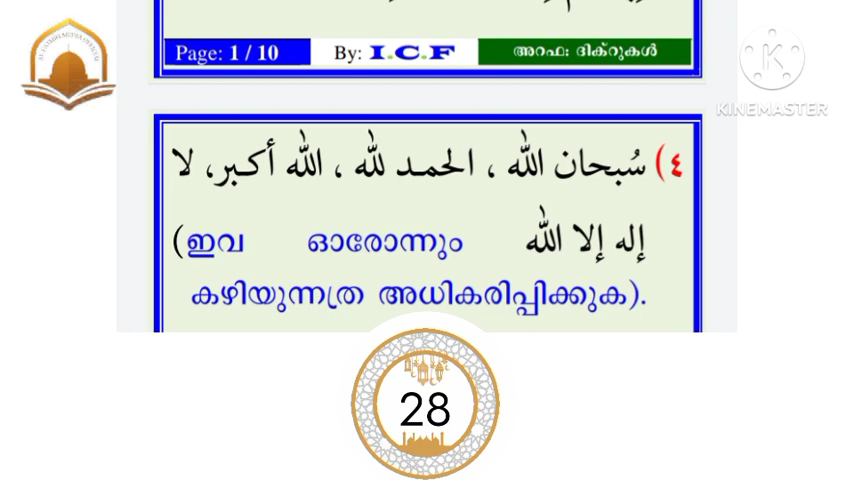 Page: 1 / 10 By: I.C.F അറഫ: ദിക്റുകൾ
KINEMASTER
٤) سُبحان الله ، الحمد لله ، الله أكبر، لا
إله إلا الله (ഇവ ഓരോന്നും
കഴിയുന്നത്ര അധികരിപ്പിക്കുക).
28